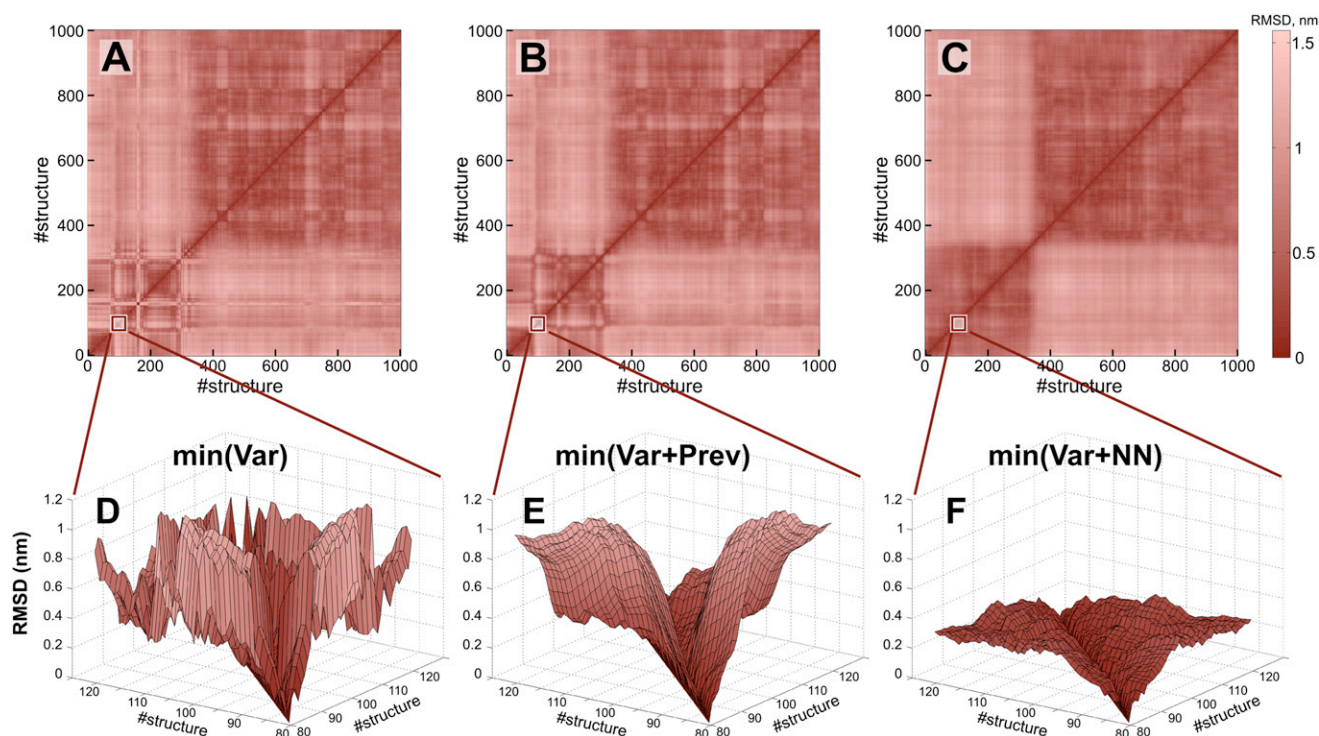 RMSD, nm
A
B
C
1000
800
600
400
200
0
#structure
0 200 400 600 800 1000
#structure
1000
800
600
400
200
0
#structure
0 200 400 600 800 1000
#structure
1000
800
600
400
200
0
#structure
0 200 400 600 800 1000
#structure
1.5
1
0.5
0
min(Var)
min(Var+Prev)
min(Var+NN)
D
E
F
RMSD (nm)
1.2
1
0.8
0.6
0.4
0.2
0
120
110
100
90
80
#structure
80
90
100
110
120
#structure
1.2
1
0.8
0.6
0.4
0.2
0
120
110
100
90
80
#structure
80
90
100
110
120
#structure
1.2
1
0.8
0.6
0.4
0.2
0
120
110
100
90
80
#structure
80
90
100
110
120
#structure